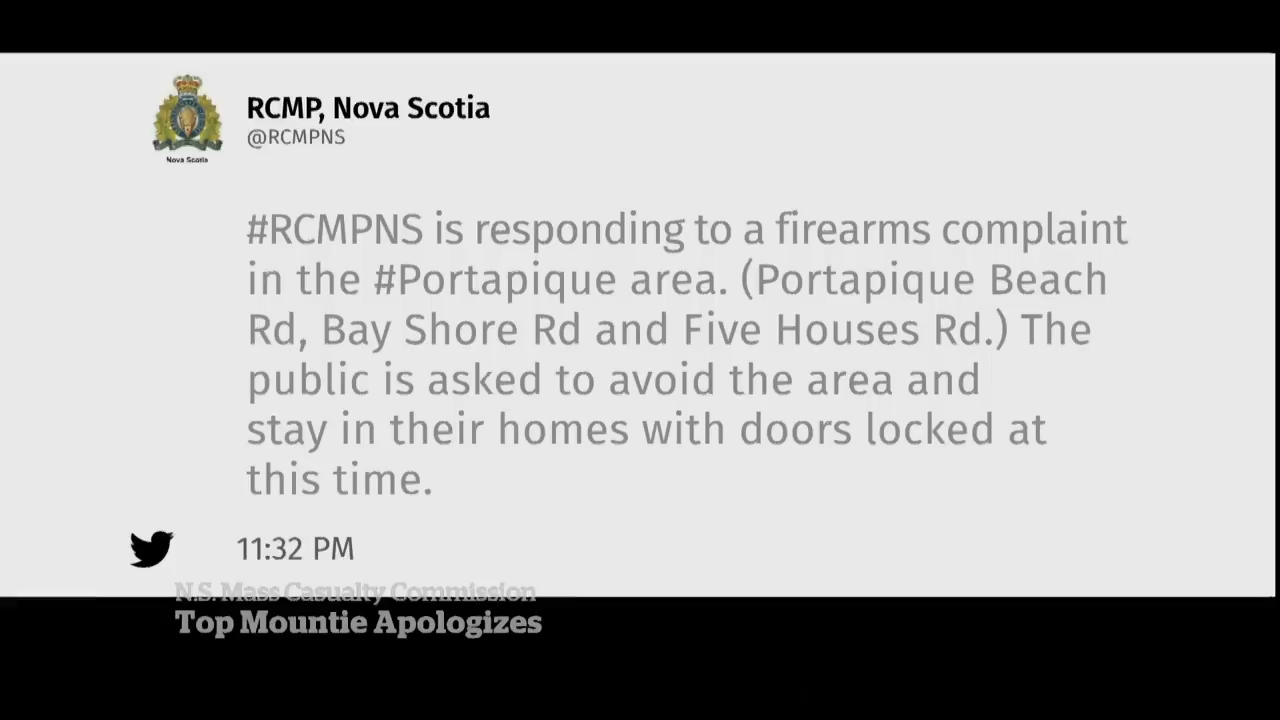 RCMP, Nova Scotia
@RCMPNS
Nova Scotia
#RCMPNS is responding to a firearms complaint
in the #Portapique area. (Portapique Beach
Rd, Bay Shore Rd and Five Houses Rd.) The
public is asked to avoid the area and
stay in their homes with doors locked at
this time.
11:32 PM
N.S. Mass Casualty Commission
Top Mountie Apologizes